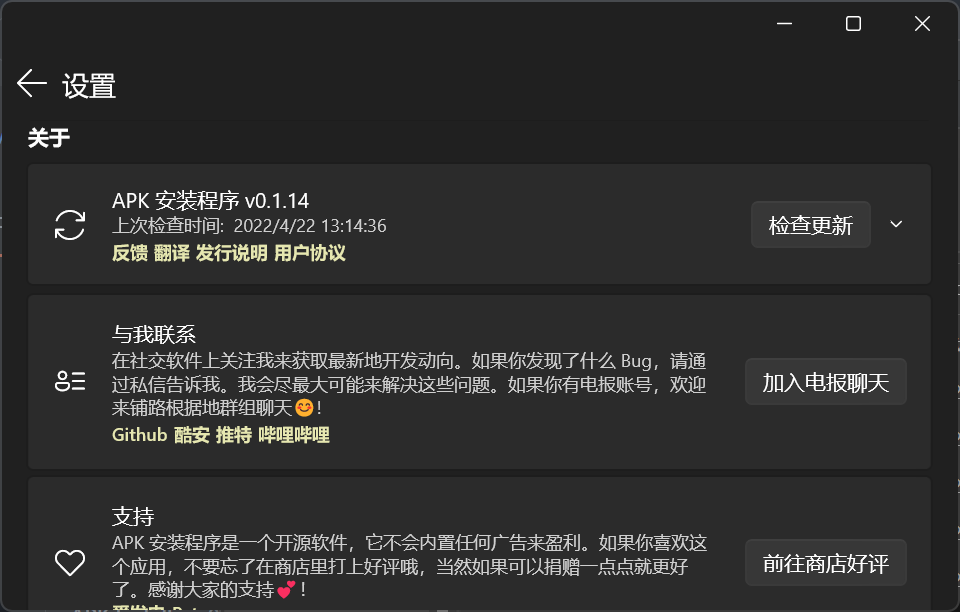 设置
关于
APK 安装程序 v0.1.14
上次检查时间: 2022/4/22 13:14:36
反馈 翻译 发行说明 用户协议
检查更新
与我联系
在社交软件上关注我来获取最新地开发动向。如果你发现了什么 Bug，请通
过私信告诉我。我会尽最大可能来解决这些问题。如果你有电报账号，欢迎
来铺路根据地群组聊天😊！
Github 酷安 推特 哔哩哔哩
加入电报聊天
支持
APK 安装程序是一个开源软件，它不会内置任何广告来盈利。如果你喜欢这
个应用，不要忘了在商店里打上好评哦，当然如果可以捐赠一点点就更好
了。感谢大家的支持💕！
前往商店好评